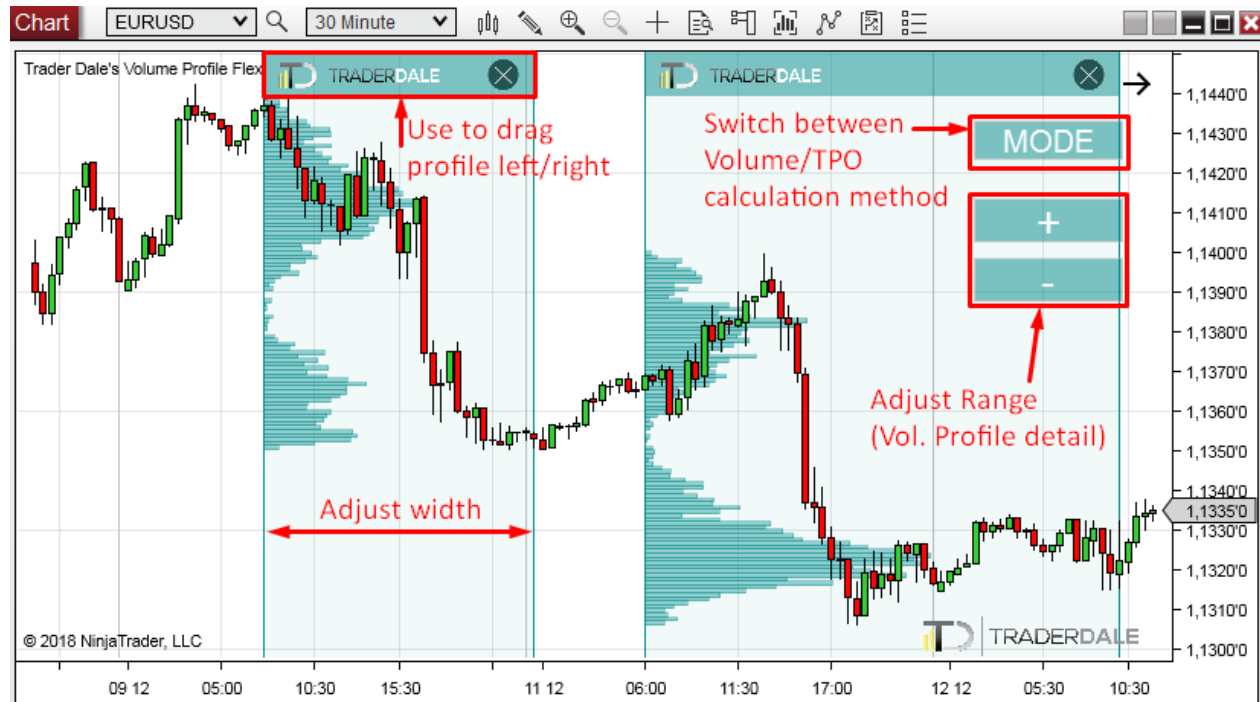 Chart EURUSD 30 Minute
Trader Dale's Volume Profile Flex
TRADERDALE
TRADERDALE
Use to drag
profile left/right
Switch between
Volume/TPO
calculation method
MODE
+
-
Adjust Range
(Vol. Profile detail)
Adjust width
1,1440'0
1,1430'0
1,1420'0
1,1410'0
1,1400'0
1,1390'0
1,1380'0
1,1370'0
1,1360'0
1,1350'0
1,1340'0
1,1335'0
1,1330'0
1,1320'0
1,1310'0
1,1300'0
© 2018 NinjaTrader, LLC
TD TRADERDALE
09 12 05:00 10:30 15:30 11 12 06:00 11:30 17:00 12 12 05:30 10:30